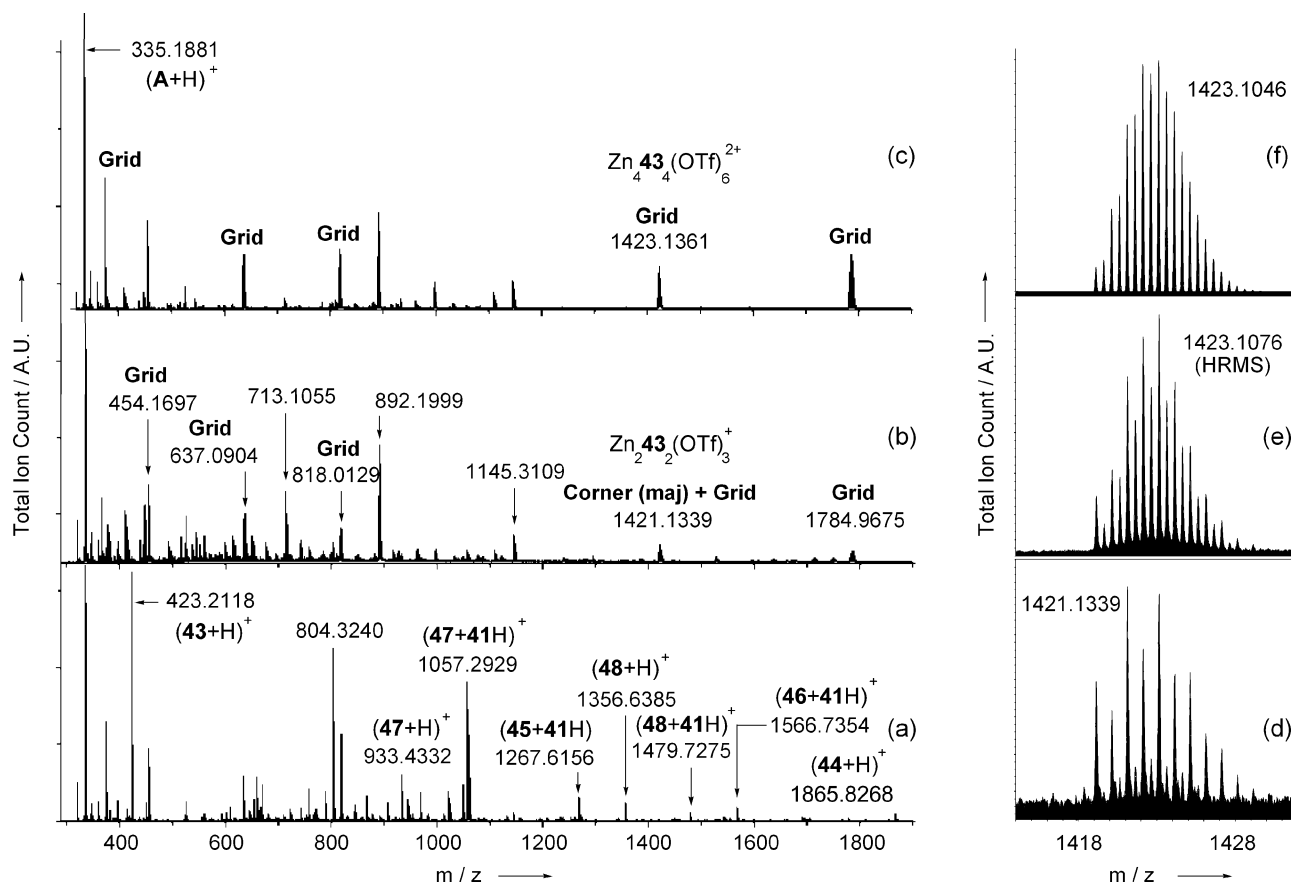 335.1881
(A+H)+
Grid
Grid
Grid
Zn4434(OTf)6 2+
Grid
1423.1361
Grid
(c)
Grid
454.1697
Grid
637.0904
713.1055
Grid
818.0129
892.1999
1145.3109
Zn2432(OTf)3+
Corner (maj) + Grid
1421.1339
Grid
1784.9675
(b)
423.2118
(43+H)+
804.3240
(47+H)+
933.4332
(47+41H)+
1057.2929
(45+41H)
1267.6156
(48+H)+
1356.6385
(48+41H)+
1479.7275
(46+41H)+
1566.7354
(44+H)+
1865.8268
(a)
Total Ion Count / A.U.
400 600 800 1000 1200 1400 1600 1800
m / z
1423.1046
(f)
1423.1076
(HRMS)
(e)
1421.1339
(d)
Total Ion Count / A.U.
1418 1428
m / z